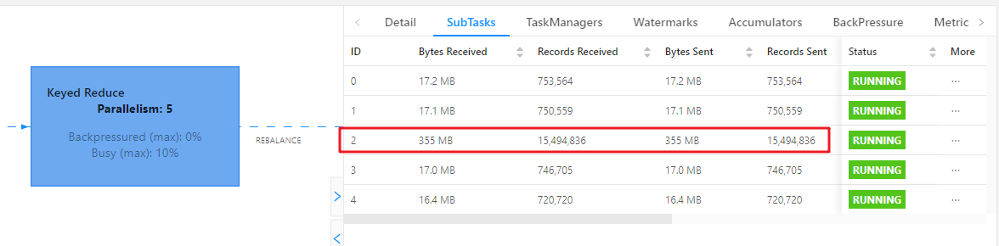 Detail SubTasks TaskManagers Watermarks Accumulators BackPressure Metric
ID Bytes Received Records Received Bytes Sent Records Sent Status More
0 17.2 MB 753,564 17.2 MB 753,564 RUNNING ...
1 17.1 MB 750,559 17.1 MB 750,559 RUNNING ...
2 355 MB 15,494,836 355 MB 15,494,836 RUNNING ...
3 17.0 MB 746,705 17.0 MB 746,705 RUNNING ...
4 16.4 MB 720,720 16.4 MB 720,720 RUNNING ...
Keyed Reduce
Parallelism: 5
Backpressured (max): 0%
Busy (max): 10%
REBALANCE